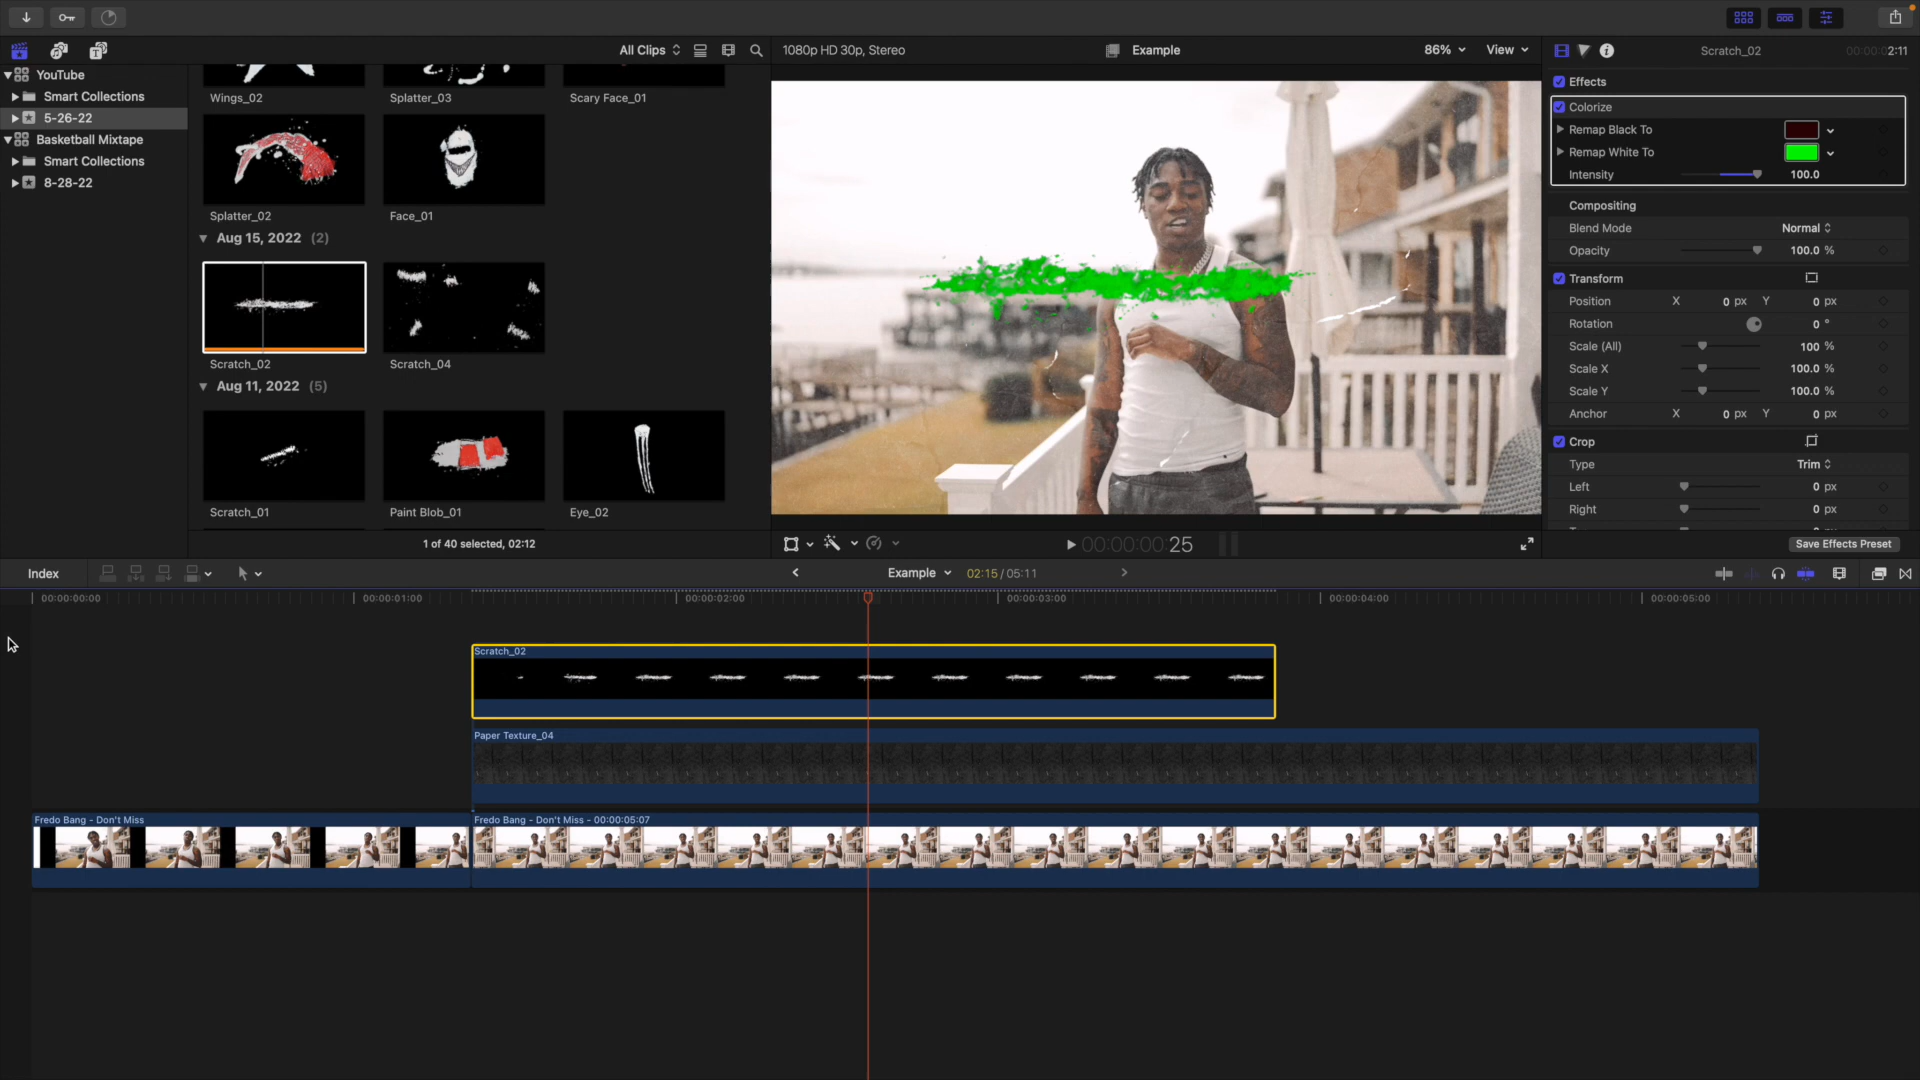 All Clips
1080p HD 30p, Stereo
Example
86%
View
Scratch_02
2:11
YouTube
Smart Collections
5-26-22
Basketball Mixtape
Smart Collections
8-28-22
Wings_02
Splatter_03
Scary Face_01
Splatter_02
Face_01
Aug 15, 2022 (2)
Scratch_02
Scratch_04
Aug 11, 2022 (5)
Scratch_01
Paint Blob_01
Eye_02
1 of 40 selected, 02:12
00:00:00:25
Effects
Colorize
Remap Black To
Remap White To
Intensity 100.0
Compositing
Blend Mode Normal
Opacity 100.0 %
Transform
Position X 0 px Y 0 px
Rotation 0 °
Scale (All) 100 %
Scale X 100.0 %
Scale Y 100.0 %
Anchor X 0 px Y 0 px
Crop
Type Trim
Left 0 px
Right 0 px
Save Effects Preset
Index
Example
02:15 / 05:11
00:00:00:00
00:00:01:00
00:00:02:00
00:00:03:00
00:00:04:00
00:00:05:00
Scratch_02
Paper Texture_04
Fredo Bang - Don't Miss
Fredo Bang - Don't Miss - 00:00:05:07